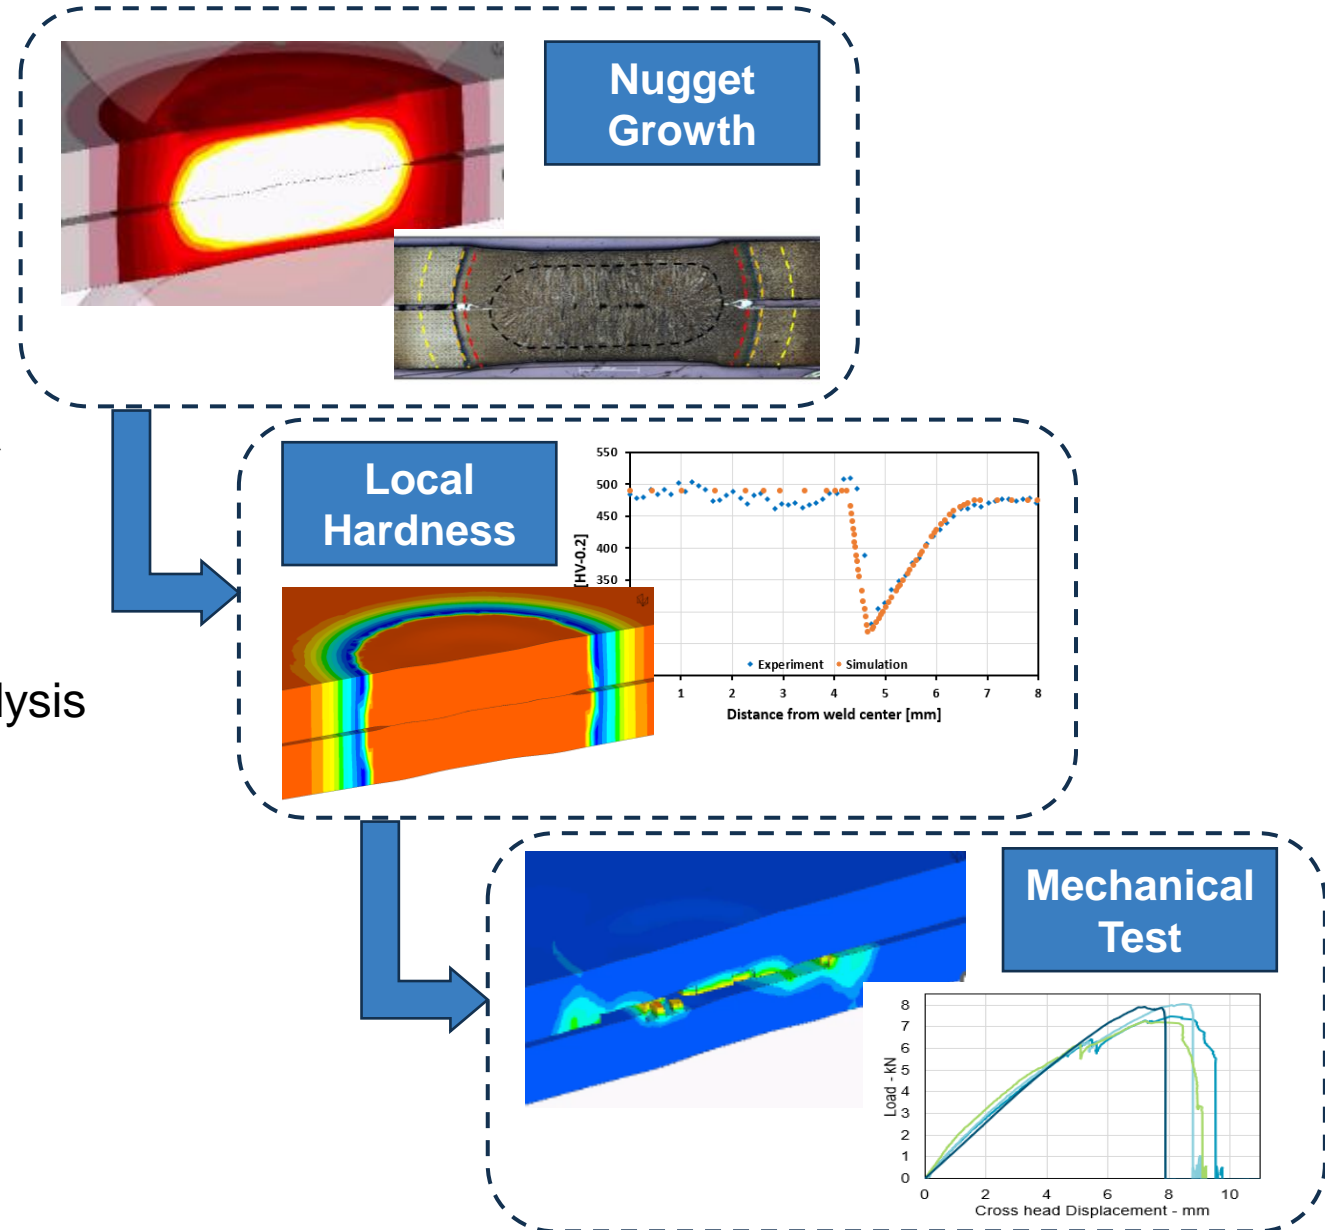 Nugget
Growth
Local
Hardness
550
500
450
400
350
[HV-0.2]
Experiment
Simulation
1 2 3 4 5 6 7 8
Distance from weld center [mm]
lysis
Mechanical
Test
8
7
6
5
4
3
2
1
0
Load - kN
0 2 4 6 8 10
Cross head Displacement - mm